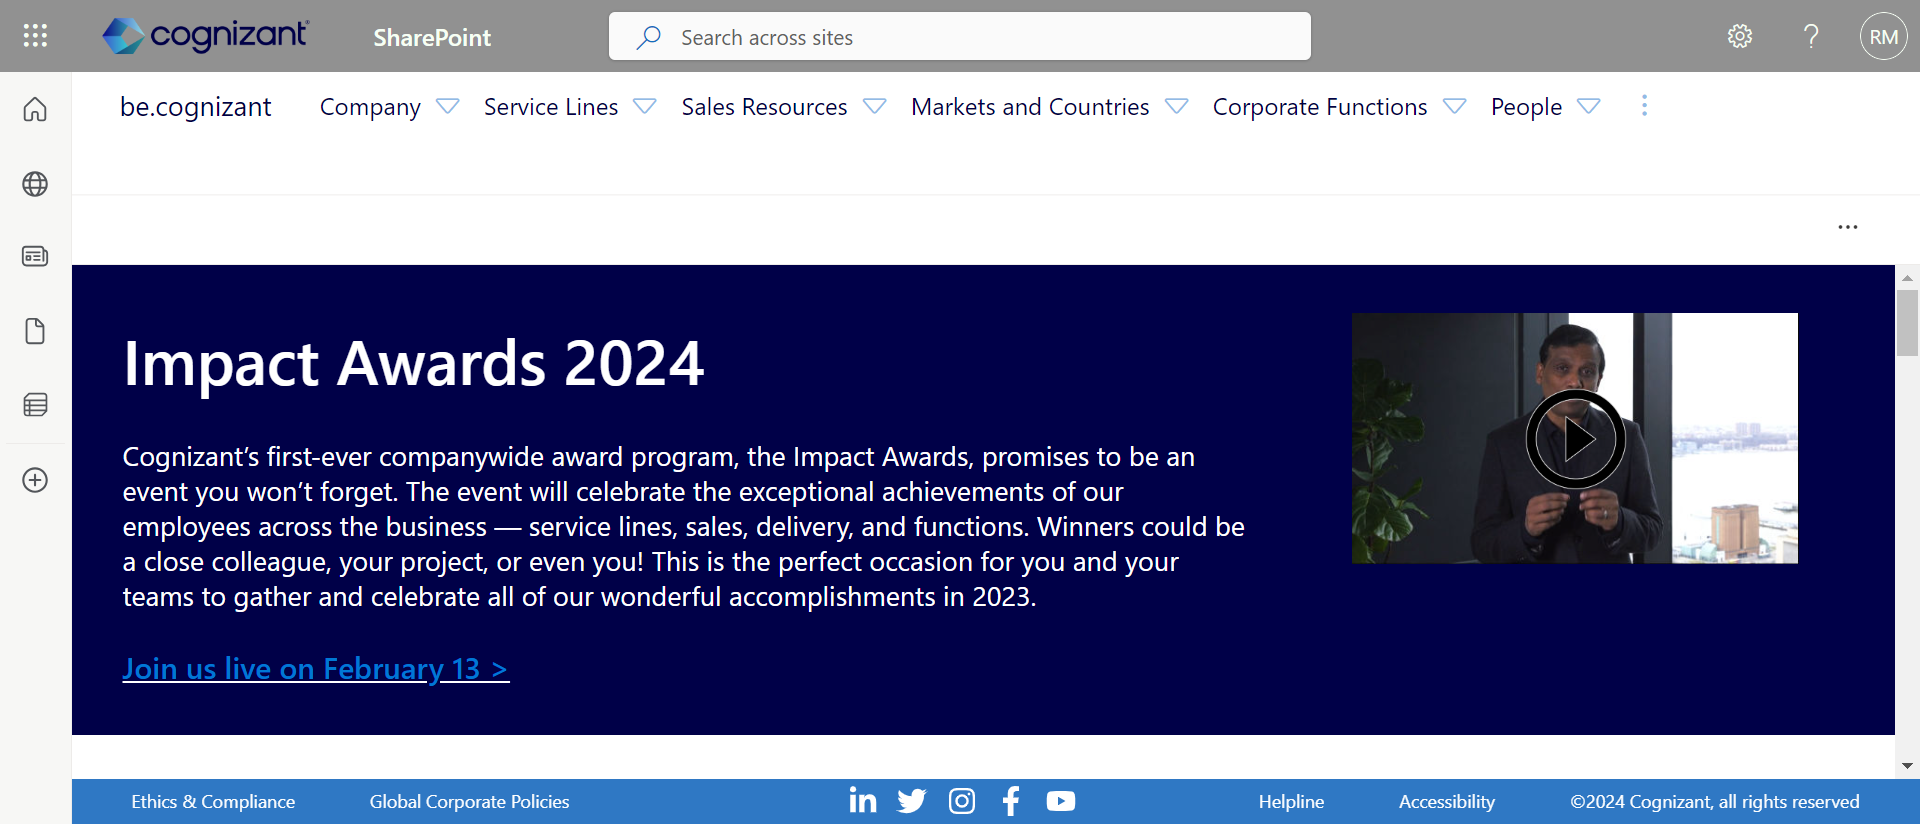 cognizant
SharePoint
Search across sites
?
RM
be.cognizant
Company
Service Lines
Sales Resources
Markets and Countries
Corporate Functions
People
...
Impact Awards 2024
Cognizant’s first-ever companywide award program, the Impact Awards, promises to be an
event you won’t forget. The event will celebrate the exceptional achievements of our
employees across the business — service lines, sales, delivery, and functions. Winners could be
a close colleague, your project, or even you! This is the perfect occasion for you and your
teams to gather and celebrate all of our wonderful accomplishments in 2023.
Join us live on February 13 >
Ethics & Compliance
Global Corporate Policies
in
Helpline
Accessibility
©2024 Cognizant, all rights reserved